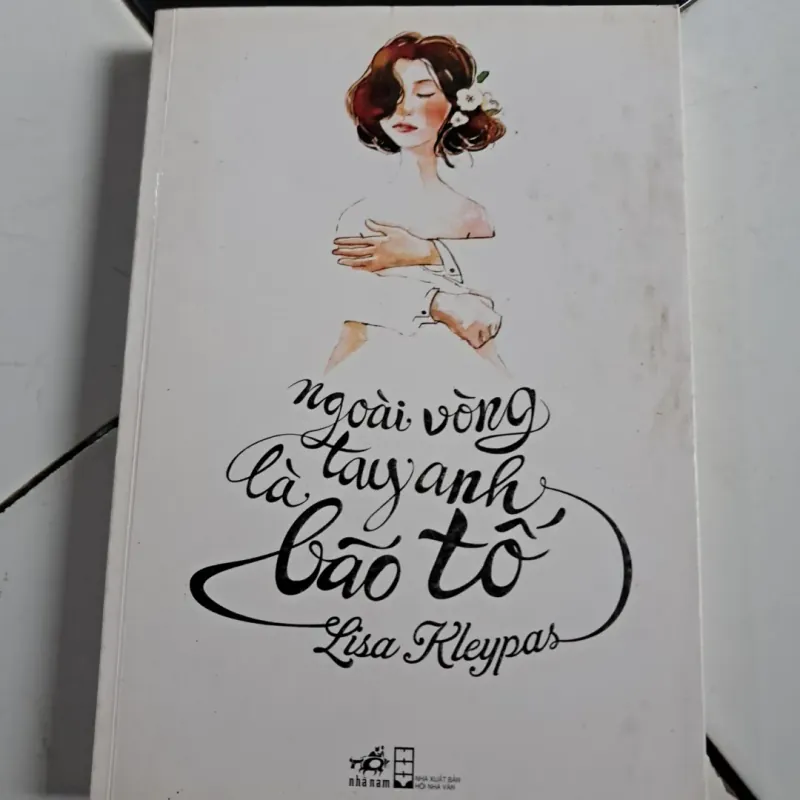 ngoài vòng
tay anh
là bão tố
Lisa Kleypas
nhã nam
NHÀ XUẤT BẢN
HỘI NHÀ VĂN